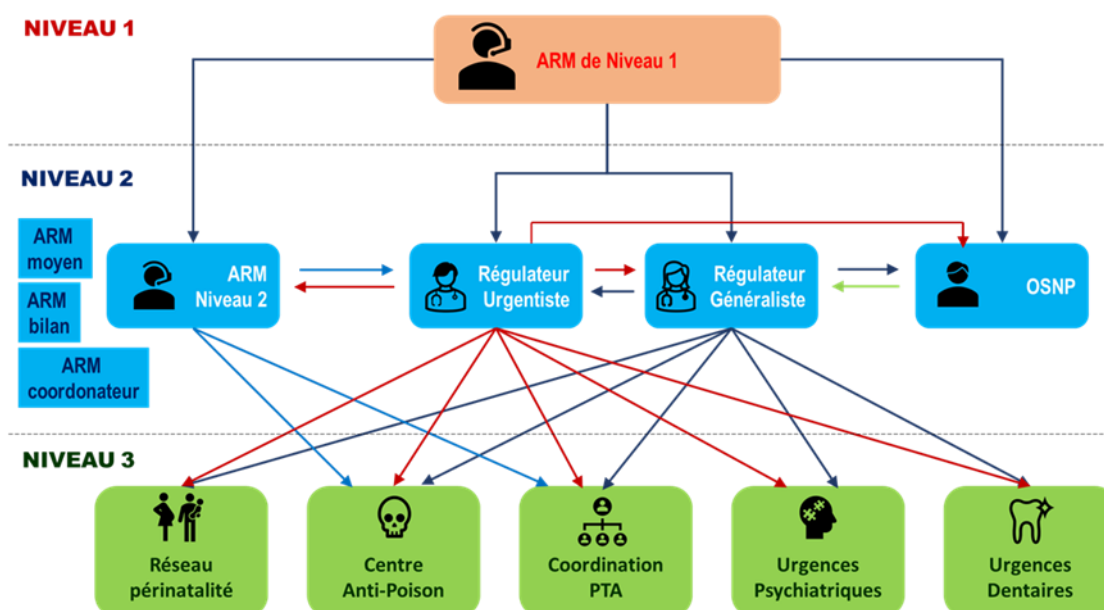 NIVEAU 1
ARM de Niveau 1
NIVEAU 2
ARM
moyen
ARM
bilan
ARM
coordonateur
ARM
Niveau 2
Régulateur
Urgentiste
Régulateur
Généraliste
OSNP
NIVEAU 3
Réseau
périnatalité
Centre
Anti-Poison
Coordination
PTA
Urgences
Psychiatriques
Urgences
Dentaires